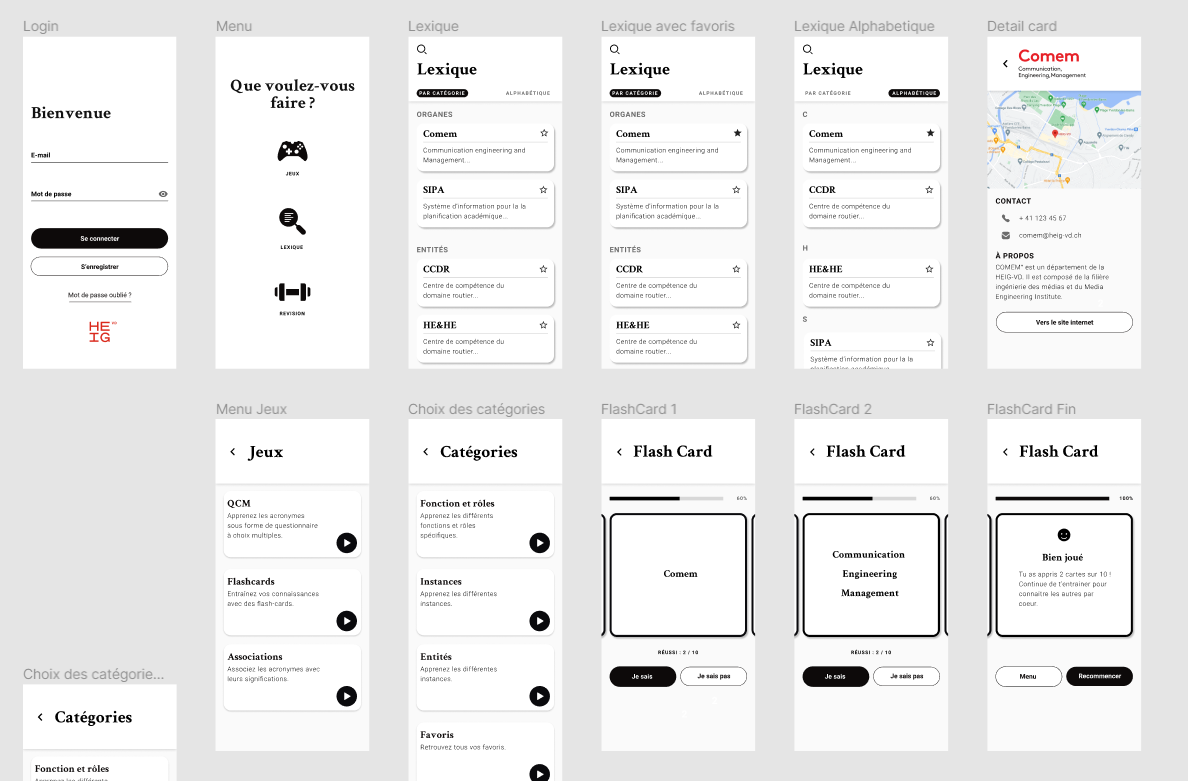 Login
Bienvenue
E-mail
Mot de passe
Se connecter
S'enregistrer
Mot de passe oublié ?
HE
IG
Menu
Que voulez-vous
faire ?
JEUX
LEXIQUE
REVISION
Lexique
Lexique
PAR CATÉGORIE
ALPHABÉTIQUE
ORGANES
Comem
Communication engineering and
Management...
SIPA
Système d'information pour la la
planification académique...
ENTITÉS
CCDR
Centre de compétence du
domaine routier...
HE&HE
Centre de compétence du
domaine routier...
Lexique avec favoris
Lexique
PAR CATÉGORIE
ALPHABÉTIQUE
ORGANES
Comem
Communication engineering and
Management...
SIPA
Système d'information pour la la
planification académique...
ENTITÉS
CCDR
Centre de compétence du
domaine routier...
HE&HE
Centre de compétence du
domaine routier...
Lexique Alphabetique
Lexique
PAR CATÉGORIE
ALPHABÉTIQUE
C
Comem
Communication engineering and
Management...
CCDR
Centre de compétence du
domaine routier...
H
HE&HE
Centre de compétence du
domaine routier...
S
SIPA
Système d'information pour la la
planification académique...
Detail card
Comem
Communication,
Engineering, Management
CONTACT
+ 41 123 45 67
comem@heig-vd.ch
À PROPOS
COMEM⁺ est un département de la
HEIG-VD. Il est composé de la filière
ingénierie des médias et du Media
Engineering Institute.
Vers le site internet
Menu Jeux
Jeux
QCM
Apprenez les acronymes
sous forme de questionnaire
à choix multiples.
Flashcards
Entraînez vos connaissances
avec des flash-cards.
Associations
Associez les acronymes avec
leurs significations.
Choix des catégories
Catégories
Fonction et rôles
Apprenez les différents
fonctions et rôles
spécifiques.
Instances
Apprenez les différentes
instances.
Entités
Apprenez les différentes
instances.
Favoris
Retrouvez tous vos favoris.
FlashCard 1
Flash Card
60%
Comem
RÉUSSI : 2 / 10
Je sais
Je sais pas
FlashCard 2
Flash Card
60%
Communication
Engineering
Management
RÉUSSI : 2 / 10
Je sais
Je sais pas
FlashCard Fin
Flash Card
100%
Bien joué
Tu as appris 2 cartes sur 10 !
Continue de t'entrainer pour
connaitre les autres par
coeur.
Menu
Recommencer
Choix des catégorie...
Catégories
Fonction et rôles